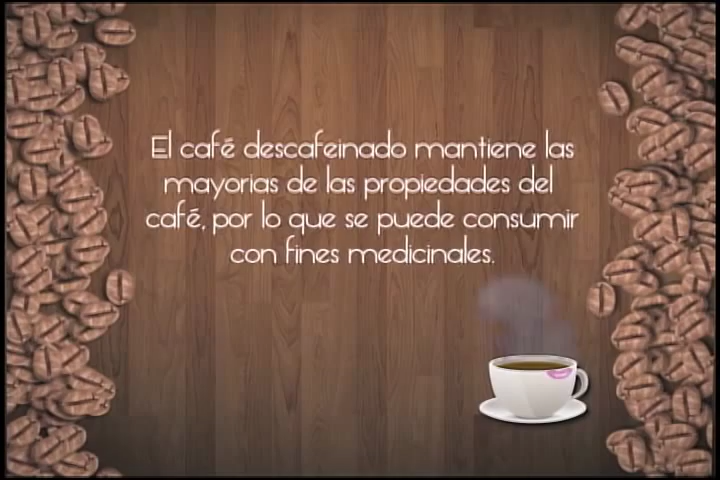 El café descafeinado mantiene las
mayorias de las propiedades del
café, por lo que se puede consumir
con fines medicinales.